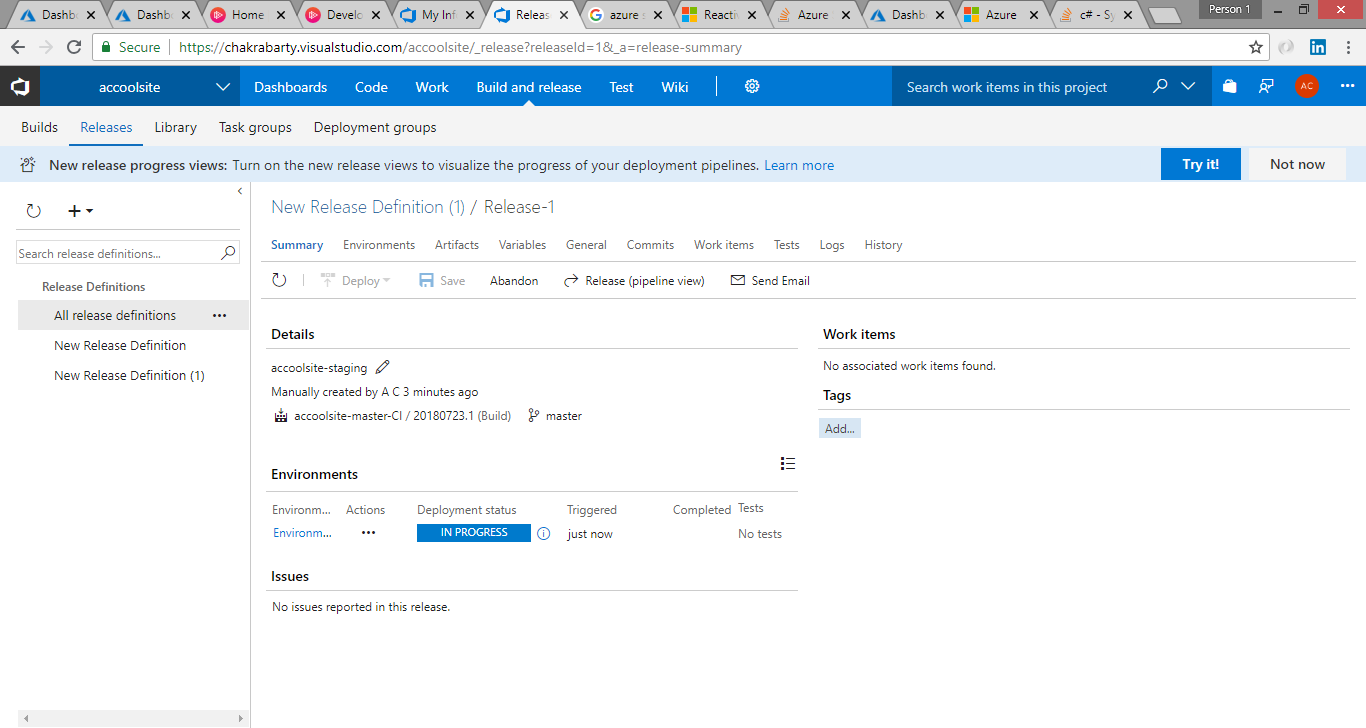 Dashb
Dashb
Home
Develc
My Inf
Releas
azure s
Reactiv
Azure
Dashb
Azure
c# - Sy
Person 1
Secure
https://chakrabarty.visualstudio.com/accoolsite/_release?releaseId=1&_a=release-summary
accoolsite
Dashboards
Code
Work
Build and release
Test
Wiki
Search work items in this project
AC
Builds
Releases
Library
Task groups
Deployment groups
New release progress views: Turn on the new release views to visualize the progress of your deployment pipelines. Learn more
Try it!
Not now
New Release Definition (1) / Release-1
Summary
Environments
Artifacts
Variables
General
Commits
Work items
Tests
Logs
History
Search release definitions...
Deploy
Save
Abandon
Release (pipeline view)
Send Email
Release Definitions
All release definitions
...
New Release Definition
New Release Definition (1)
Details
accoolsite-staging
Manually created by A C 3 minutes ago
accoolsite-master-CI / 20180723.1 (Build)
master
Work items
No associated work items found.
Tags
Add...
Environments
Environm...
Actions
Deployment status
Triggered
Completed
Tests
Environm...
...
IN PROGRESS
just now
No tests
Issues
No issues reported in this release.